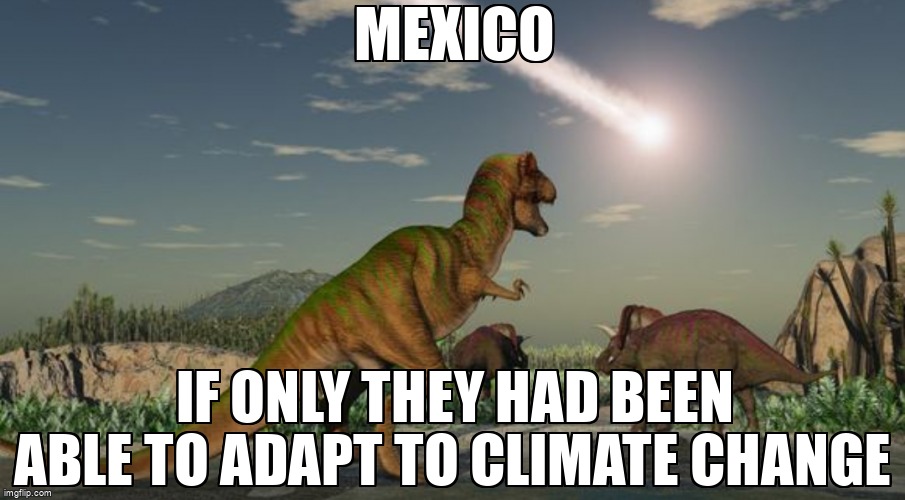 MEXICO
IF ONLY THEY HAD BEEN
ABLE TO ADAPT TO CLIMATE CHANGE
imgflip.com